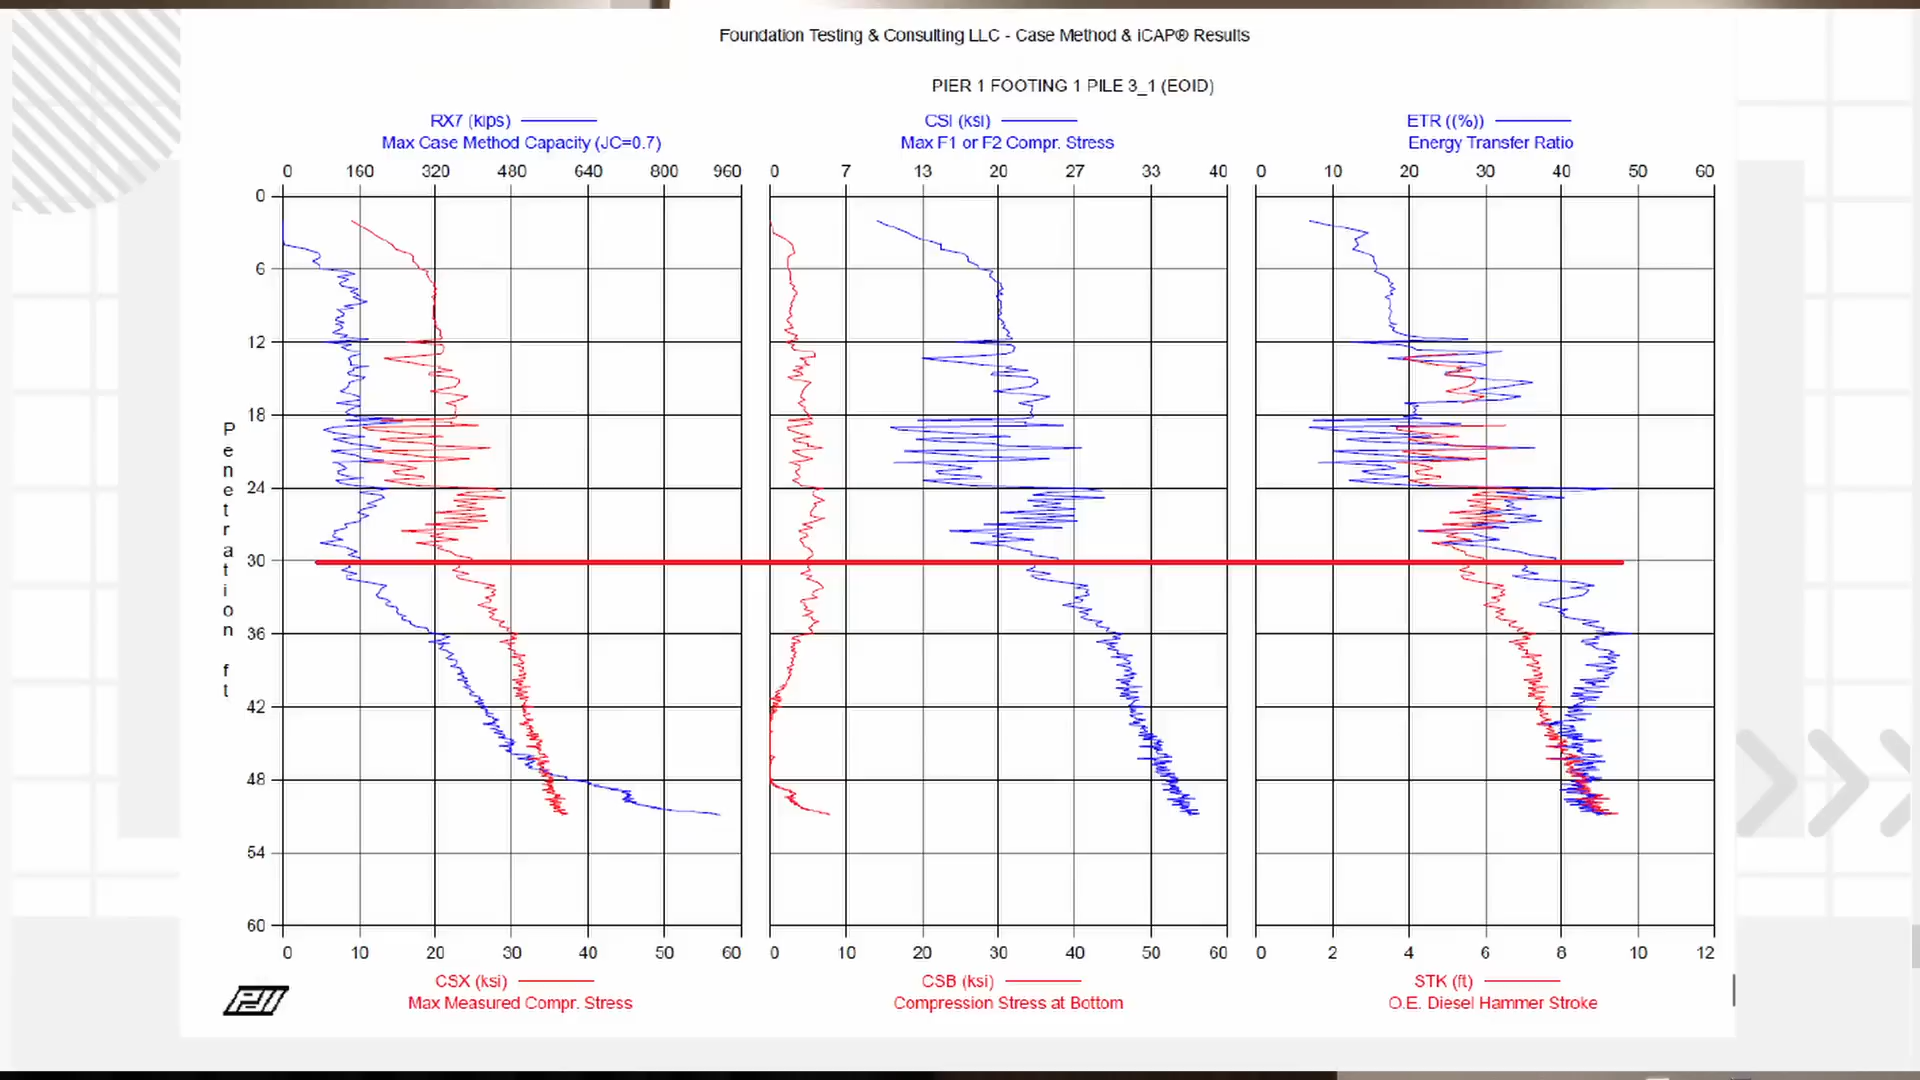 Foundation Testing & Consulting LLC - Case Method & iCAP® Results
PIER 1 FOOTING 1 PILE 3_1 (EOID)
RX7 (kips)
Max Case Method Capacity (JC=0.7)
CSI (ksi)
Max F1 or F2 Compr. Stress
ETR ((%))
Energy Transfer Ratio
0 160 320 480 640 800 960
0 7 13 20 27 33 40
0 10 20 30 40 50 60
0
6
12
18
24
30
36
42
48
54
60
Penetration ft
0 10 20 30 40 50 60
0 10 20 30 40 50 60
0 2 4 6 8 10 12
CSX (ksi)
Max Measured Compr. Stress
CSB (ksi)
Compression Stress at Bottom
STK (ft)
O.E. Diesel Hammer Stroke
PDI